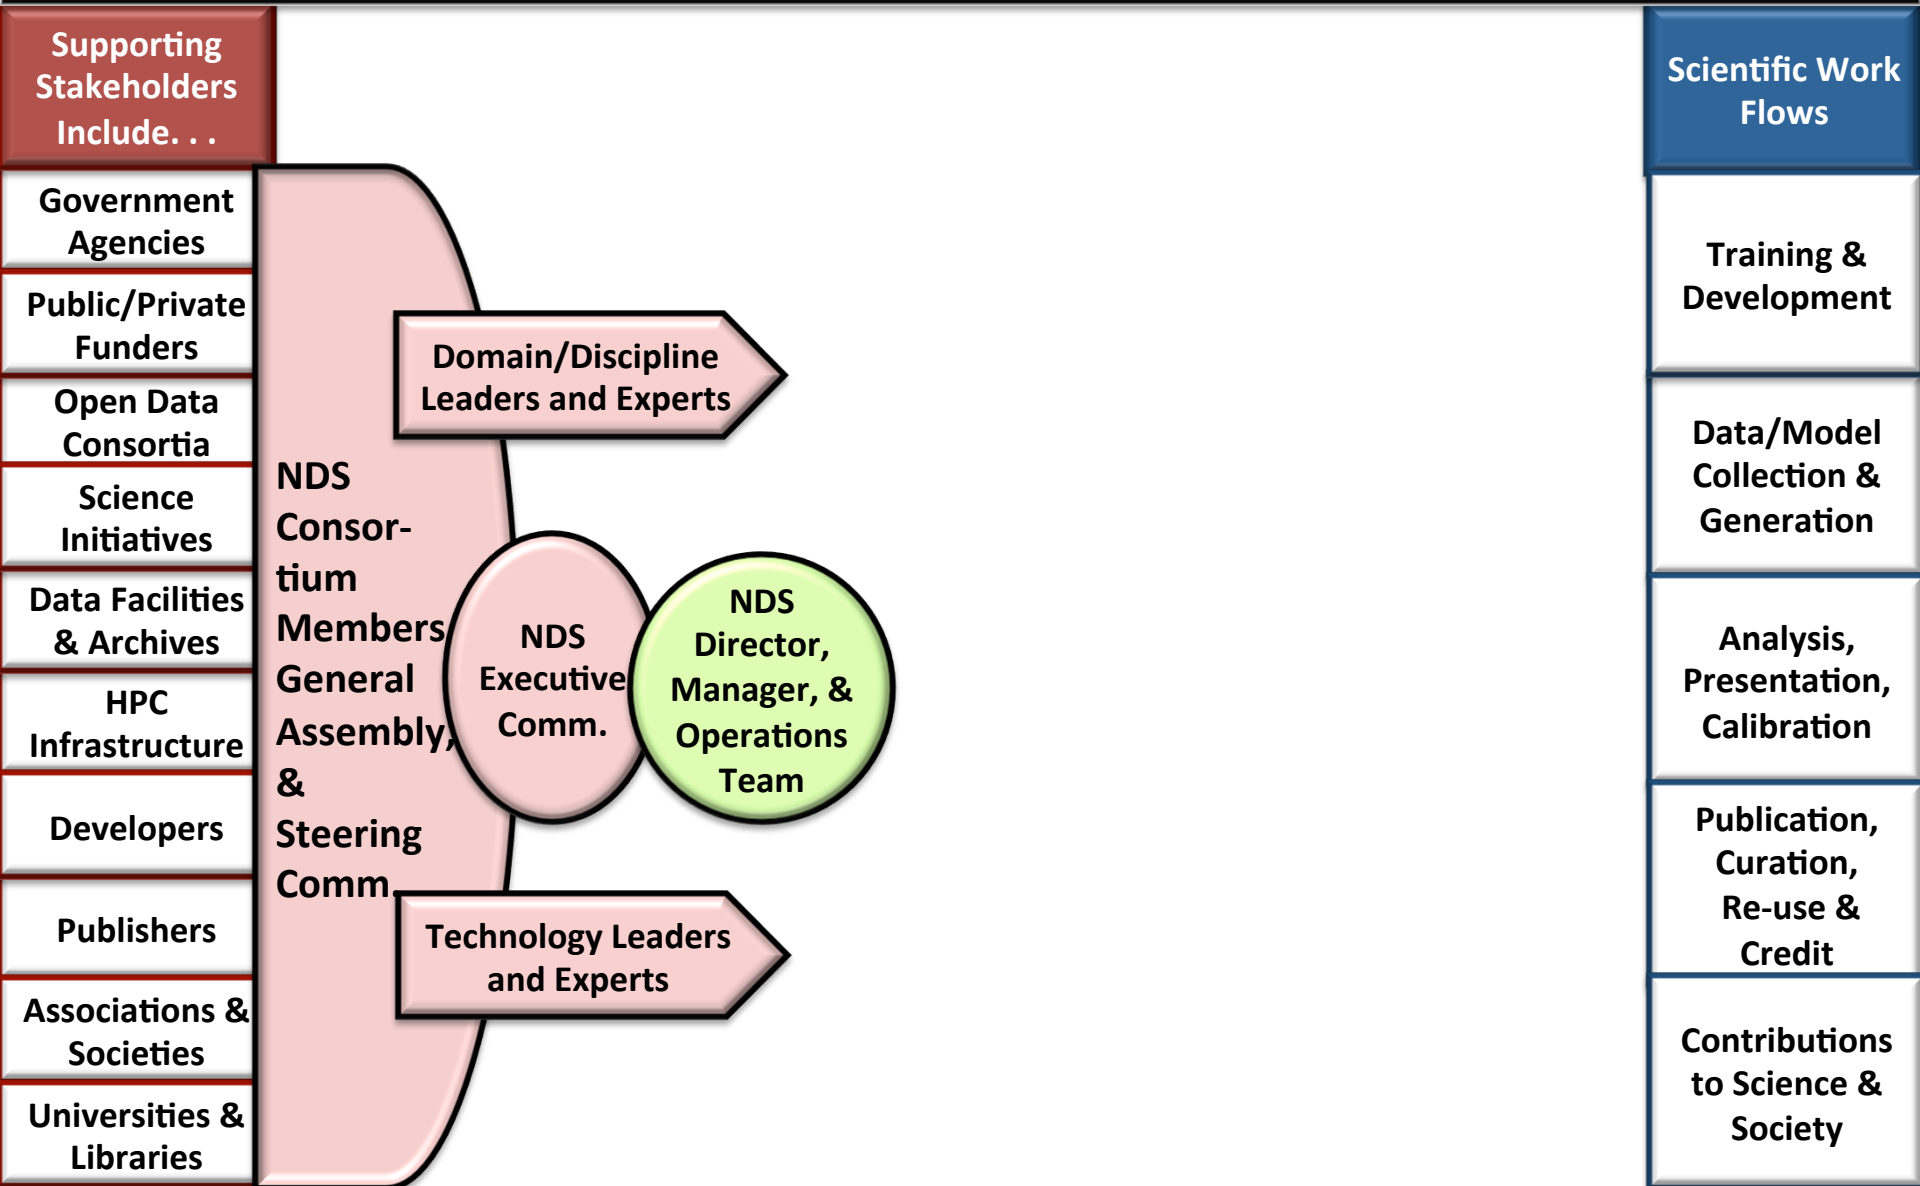 Supporting
Stakeholders
Include. . .
Government
Agencies
Public/Private
Funders
Open Data
Consortia
Science
Initiatives
Data Facilities
& Archives
HPC
Infrastructure
Developers
Publishers
Associations &
Societies
Universities &
Libraries
NDS
Consor-
tium
Members
General
Assembly,
&
Steering
Comm.
Domain/Discipline
Leaders and Experts
NDS
Executive
Comm.
NDS
Director,
Manager, &
Operations
Team
Technology Leaders
and Experts
Scientific Work
Flows
Training &
Development
Data/Model
Collection &
Generation
Analysis,
Presentation,
Calibration
Publication,
Curation,
Re-use &
Credit
Contributions
to Science &
Society